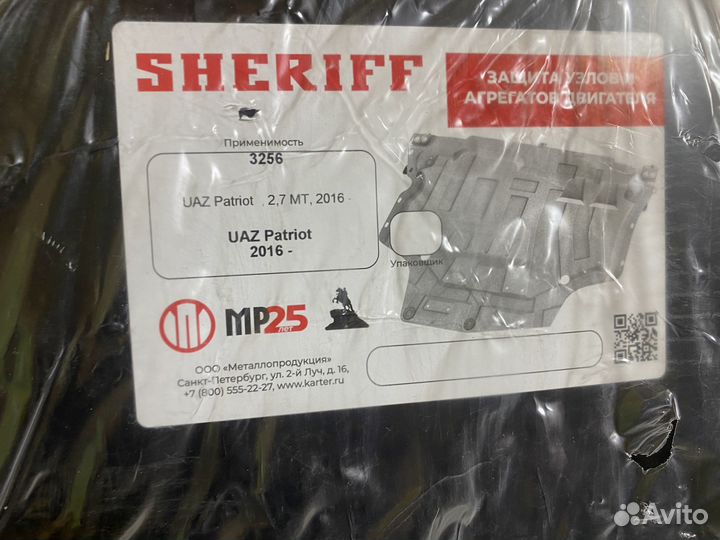 SHERIFF
ЗАЩИТА УЗЛОВ И
АГРЕГАТОВ ДВИГАТЕЛЯ
Применимость
3256
UAZ Patriot , 2,7 MT, 2016 -
UAZ Patriot
2016 -
Упаковщик
МР25
лет
ООО «Металлопродукция»
Санкт-Петербург, ул. 2-й Луч, д. 16,
+7 (800) 555-22-27, www.karter.ru
Avito